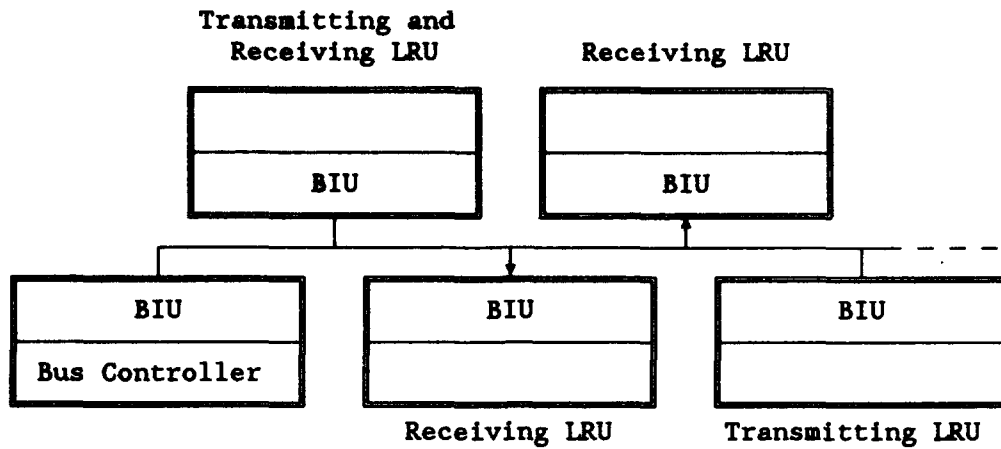 Transmitting and
Receiving LRU
Receiving LRU
BIU
BIU
BIU
BIU
BIU
Bus Controller
Receiving LRU
Transmitting LRU